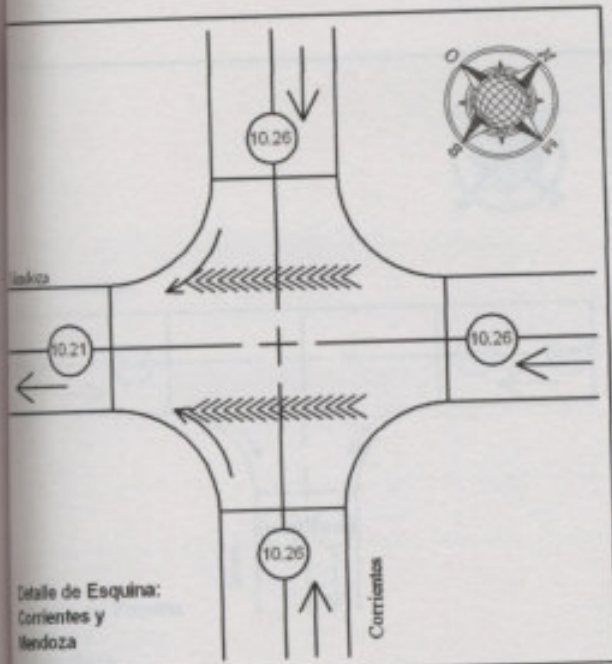 10.26
10.21
10.26
10.26
Corrientes
Detalle de Esquina:
Corrientes y
Mendoza